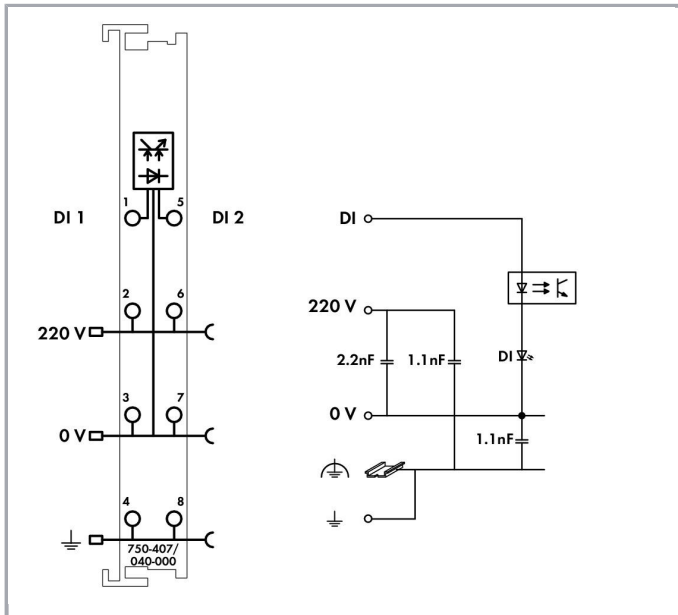 1
5
DI 1
DI 2
2
6
220 V
3
7
0 V
4
8
750-407/
040-000
DI
220 V
2.2nF
1.1nF
DI
0 V
1.1nF